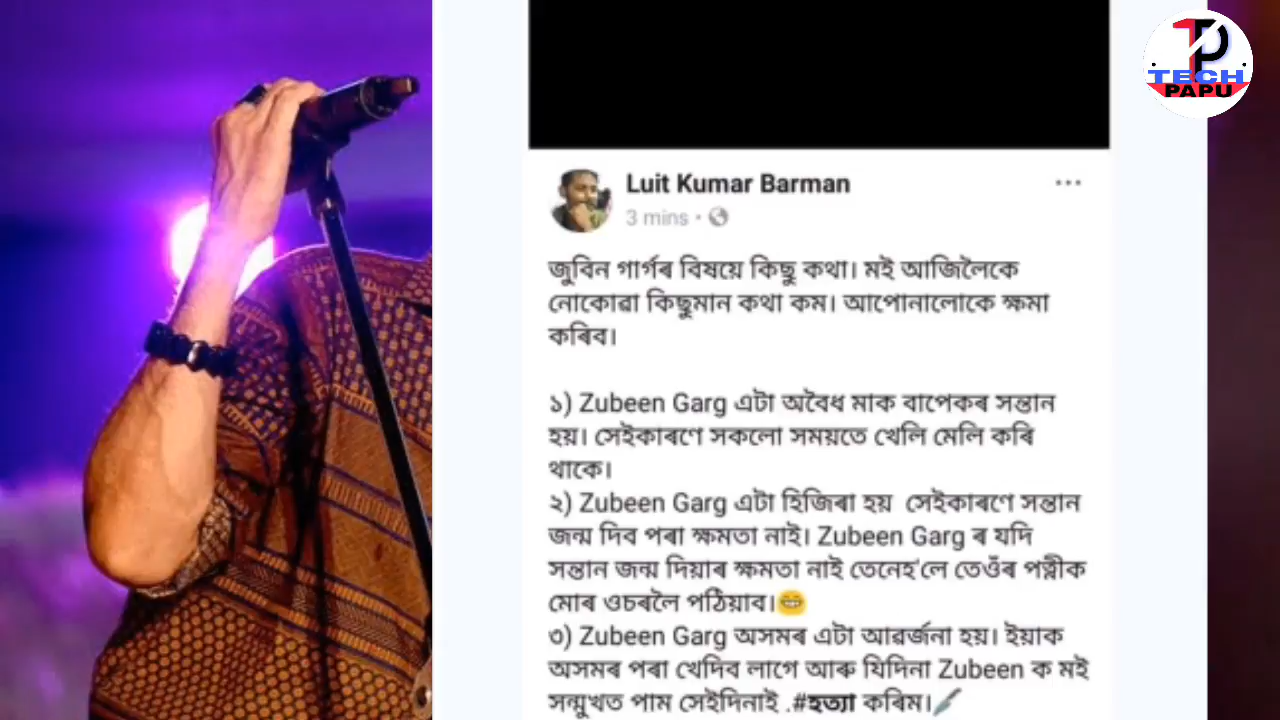 TP
TECH
PAPU
Luit Kumar Barman
3 mins •
জুবিন গাৰ্গৰ বিষয়ে কিছু কথা। মই আজিলৈকে
নোকোৱা কিছুমান কথা কম। আপোনালোকে ক্ষমা
কৰিব।
১) Zubeen Garg এটা অবৈধ মাক বাপেকৰ সন্তান
হয়। সেইকাৰণে সকলো সময়তে খেলি মেলি কৰি
থাকে।
২) Zubeen Garg এটা হিজিৰা হয় সেইকাৰণে সন্তান
জন্ম দিব পৰা ক্ষমতা নাই। Zubeen Garg ৰ যদি
সন্তান জন্ম দিয়াৰ ক্ষমতা নাই তেনেহ'লে তেওঁৰ পত্নীক
মোৰ ওচৰলৈ পঠিয়াব।😁
৩) Zubeen Garg অসমৰ এটা আৱৰ্জনা হয়। ইয়াক
অসমৰ পৰা খেদিব লাগে আৰু যিদিনা Zubeen ক মই
সন্মুখত পাম সেইদিনাই .#হত্যা কৰিম।